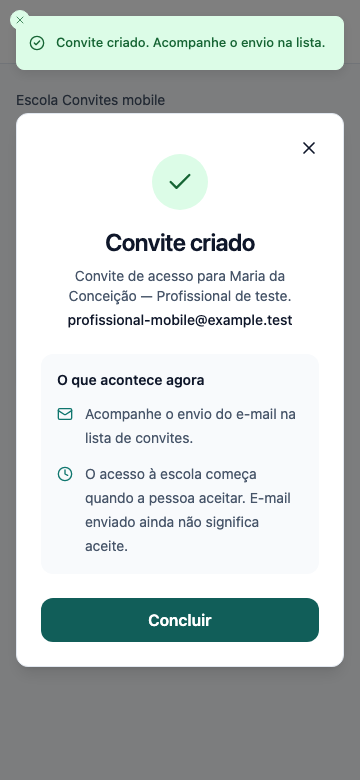 Convite criado. Acompanhe o envio na lista.
Escola Convites mobile
Convite criado
Convite de acesso para Maria da
Conceição — Profissional de teste.
profissional-mobile@example.test
O que acontece agora
Acompanhe o envio do e-mail na
lista de convites.
O acesso à escola começa
quando a pessoa aceitar. E-mail
enviado ainda não significa
aceite.
Concluir